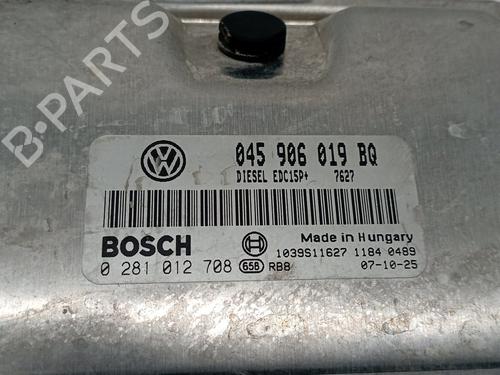 045 906 019 BQ
DIESEL EDC15P+ 7627
BOSCH
Made in Hungary
1039S11627 1184 0489
0 281 012 708 658 RB8 07-10-25
B-PARTS